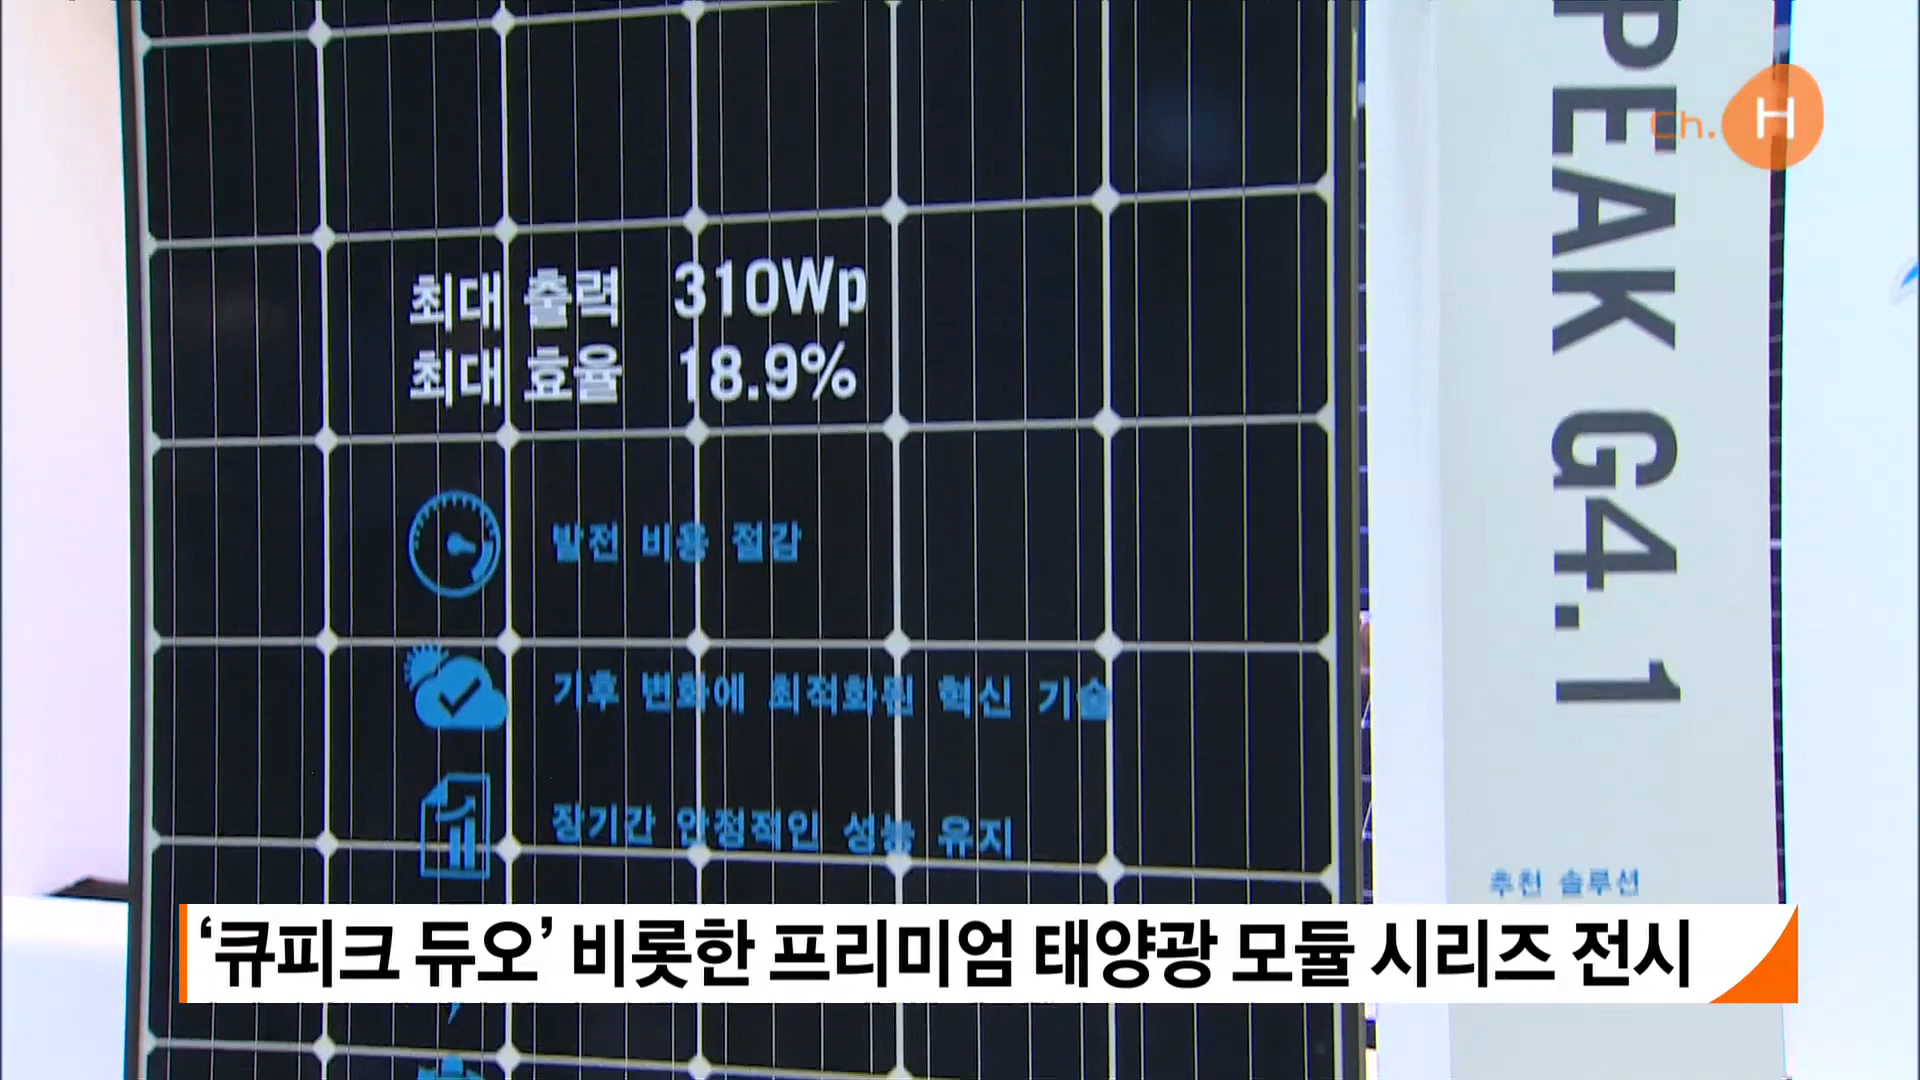 PEAK G4.1
Ch. H
최대 출력 310Wp
최대 효율 18.9%
발전 비용 절감
기후 변화에 최적화된 혁신 기술
장기간 안정적인 성능 유지
추천 솔루션
‘큐피크 듀오’ 비롯한 프리미엄 태양광 모듈 시리즈 전시